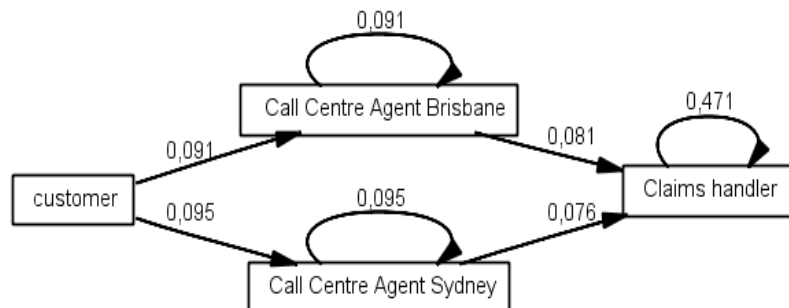 0,091
Call Centre Agent Brisbane
0,471
0,091
0,081
Claims handler
customer
0,095
0,095
0,076
Call Centre Agent Sydney